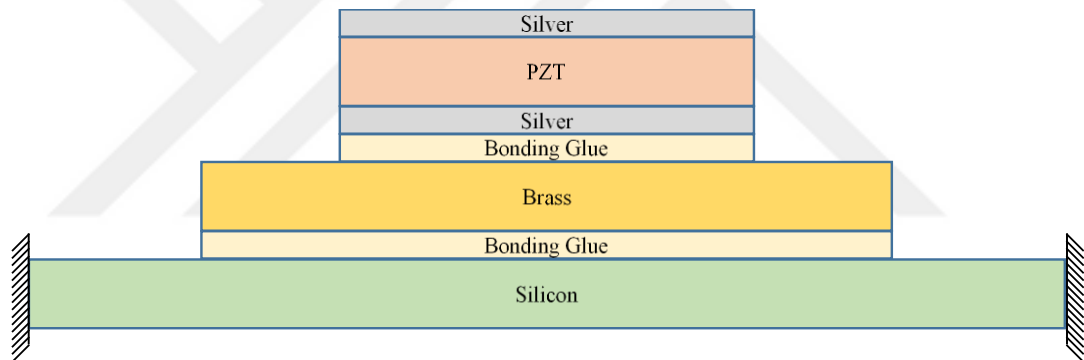 Silver
PZT
Silver
Bonding Glue
Brass
Bonding Glue
Silicon